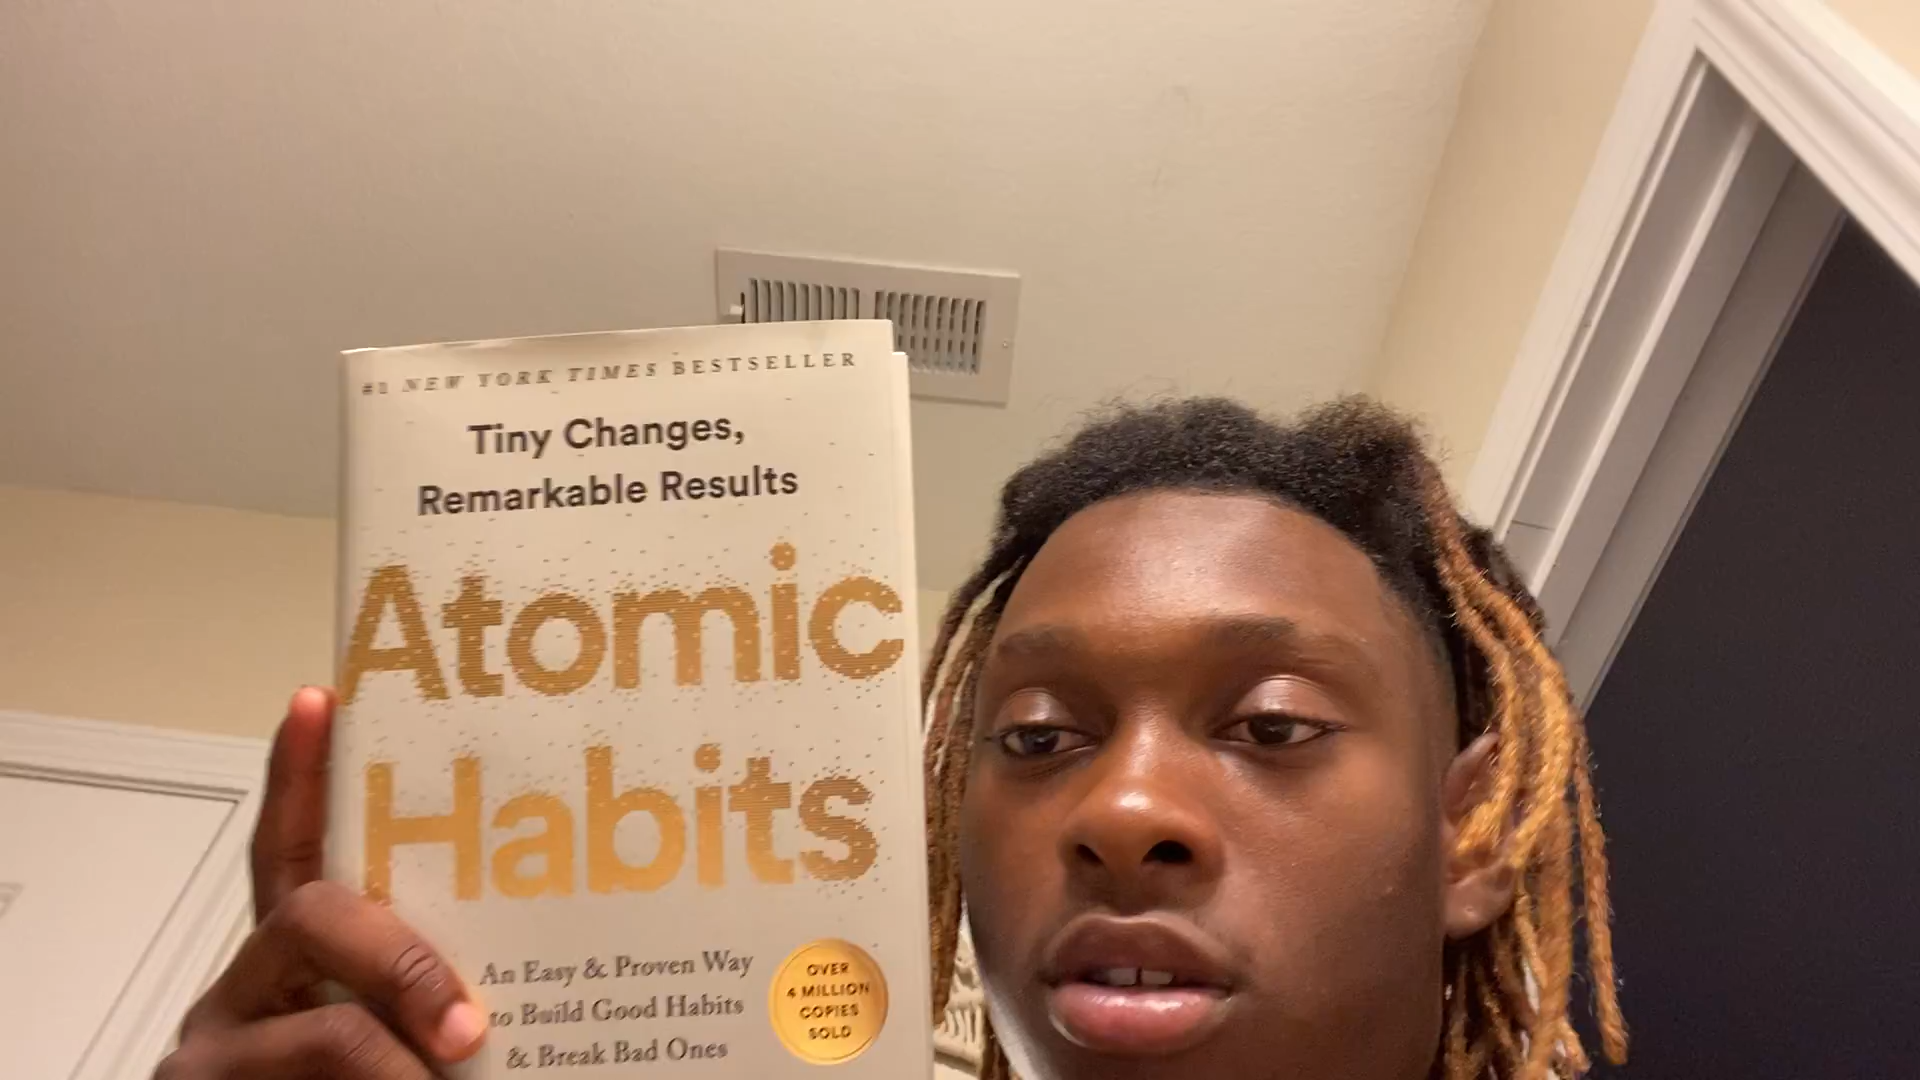 #1 NEW YORK TIMES BESTSELLER
Tiny Changes,
Remarkable Results
Atomic
Habits
An Easy & Proven Way
to Build Good Habits
& Break Bad Ones
OVER
4 MILLION
COPIES
SOLD